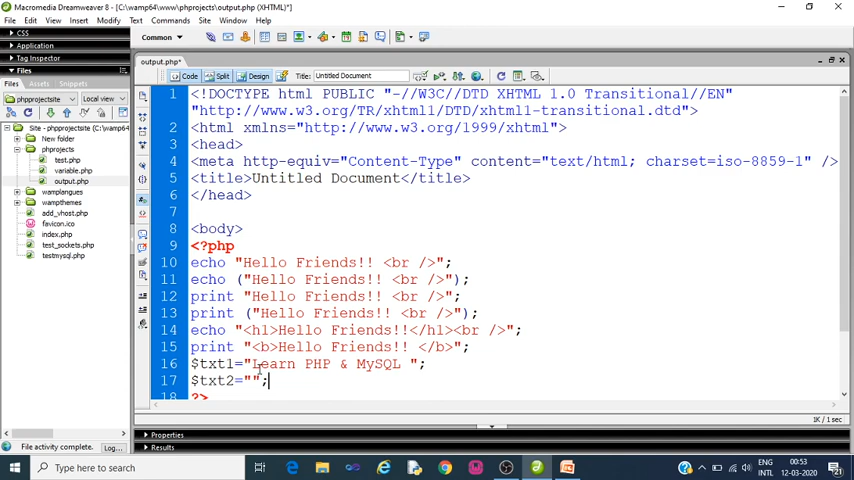 Macromedia Dreamweaver 8 - [C:\wamp64\www\phprojects\output.php (XHTML)*]
File Edit View Insert Modify Text Commands Site Window Help
CSS
Application
Tag Inspector
Files
Files Assets Snippets
phpprojectsite Local view
Site - phprojectsite (C:\wamp64\
New folder
phprojects
test.php
variable.php
output.php
wamplangues
wampthemes
add_vhost.php
favicon.ico
index.php
test_sockets.php
testmysql.php
File activity complete. Log...
Common
output.php*
Code Split Design Title: Untitled Document
1 <!DOCTYPE html PUBLIC "-//W3C//DTD XHTML 1.0 Transitional//EN"
"http://www.w3.org/TR/xhtml1/DTD/xhtml1-transitional.dtd">
2 <html xmlns="http://www.w3.org/1999/xhtml">
3 <head>
4 <meta http-equiv="Content-Type" content="text/html; charset=iso-8859-1" />
5 <title>Untitled Document</title>
6 </head>
7
8 <body>
9 <?php
10 echo "Hello Friends!! <br />";
11 echo ("Hello Friends!! <br />");
12 print "Hello Friends!! <br />";
13 print ("Hello Friends!! <br />");
14 echo "<h1>Hello Friends!!</h1><br />";
15 print "<b>Hello Friends!! </b>";
16 $txt1="Learn PHP & MySQL ";
17 $txt2="";
18 ?>
1K / 1 sec
Properties
Results
Type here to search
ENG
INTL
00:53
12-03-2020
21